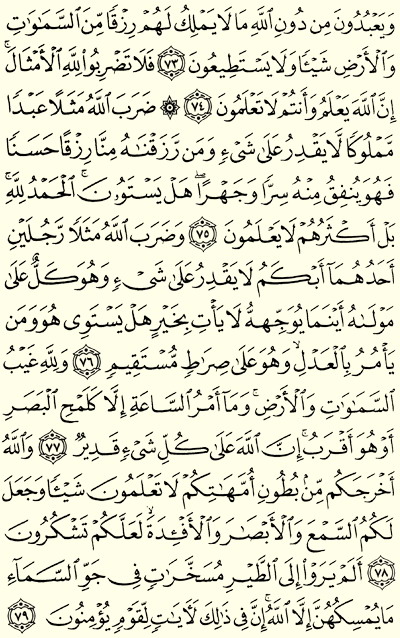 وَيَعْبُدُونَ مِن دُونِ ٱللَّهِ مَا لَا يَمْلِكُ لَهُمْ رِزْقًا مِّنَ ٱلسَّمَٰوَٰتِ
وَٱلْأَرْضِ شَيْـًٔا وَلَا يَسْتَطِيعُونَ ﴿٧٣﴾ فَلَا تَضْرِبُوا۟ لِلَّهِ ٱلْأَمْثَالَ ۚ
إِنَّ ٱللَّهَ يَعْلَمُ وَأَنتُمْ لَا تَعْلَمُونَ ﴿٧٤﴾ ۞ ضَرَبَ ٱللَّهُ مَثَلًا عَبْدًا
مَّمْلُوكًا لَّا يَقْدِرُ عَلَىٰ شَىْءٍ وَمَن رَّزَقْنَٰهُ مِنَّا رِزْقًا حَسَنًا
فَهُوَ يُنفِقُ مِنْهُ سِرًّا وَجَهْرًا ۖ هَلْ يَسْتَوُۥنَ ۚ ٱلْحَمْدُ لِلَّهِ ۚ
بَلْ أَكْثَرُهُمْ لَا يَعْلَمُونَ ﴿٧٥﴾ وَضَرَبَ ٱللَّهُ مَثَلًا رَّجُلَيْنِ
أَحَدُهُمَآ أَبْكَمُ لَا يَقْدِرُ عَلَىٰ شَىْءٍ وَهُوَ كَلٌّ عَلَىٰ
مَوْلَىٰهُ أَيْنَمَا يُوَجِّههُّ لَا يَأْتِ بِخَيْرٍ هَلْ يَسْتَوِى هُوَ وَمَن
يَأْمُرُ بِٱلْعَدْلِ ۙ وَهُوَ عَلَىٰ صِرَٰطٍ مُّسْتَقِيمٍ ﴿٧٦﴾ وَلِلَّهِ غَيْبُ
ٱلسَّمَٰوَٰتِ وَٱلْأَرْضِ ۚ وَمَآ أَمْرُ ٱلسَّاعَةِ إِلَّا كَلَمْحِ ٱلْبَصَرِ
أَوْ هُوَ أَقْرَبُ ۚ إِنَّ ٱللَّهَ عَلَىٰ كُلِّ شَىْءٍ قَدِيرٌ ﴿٧٧﴾ وَٱللَّهُ
أَخْرَجَكُم مِّنۢ بُطُونِ أُمَّهَٰتِكُمْ لَا تَعْلَمُونَ شَيْـًٔا وَجَعَلَ
لَكُمُ ٱلسَّمْعَ وَٱلْأَبْصَٰرَ وَٱلْأَفْـِٔدَةَ ۙ لَعَلَّكُمْ تَشْكُرُونَ
﴿٧٨﴾ أَلَمْ يَرَوْا۟ إِلَى ٱلطَّيْرِ مُسَخَّرَٰتٍ فِى جَوِّ ٱلسَّمَآءِ
مَا يُمْسِكُهُنَّ إِلَّا ٱللَّهُ ۗ إِنَّ فِى ذَٰلِكَ لَءَايَٰتٍ لِّقَوْمٍ يُؤْمِنُونَ ﴿٧٩﴾